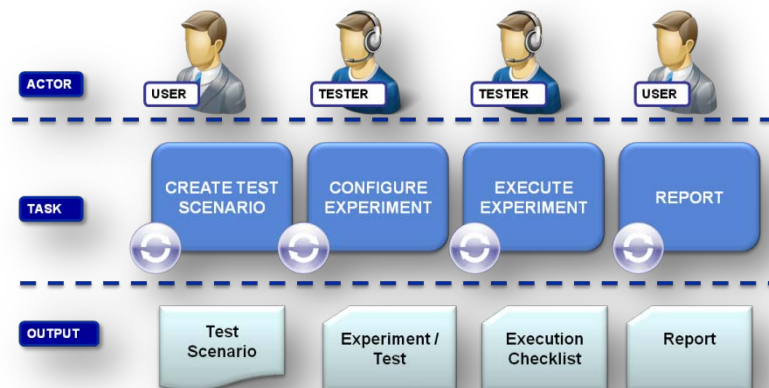 ACTOR
USER
TESTER
TESTER
USER
TASK
CREATE TEST
SCENARIO
CONFIGURE
EXPERIMENT
EXECUTE
EXPERIMENT
REPORT
OUTPUT
Test
Scenario
Experiment /
Test
Execution
Checklist
Report